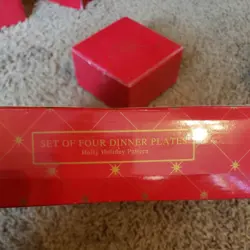 SET OF FOUR DINNER PLATES
Holly Holiday Pattern